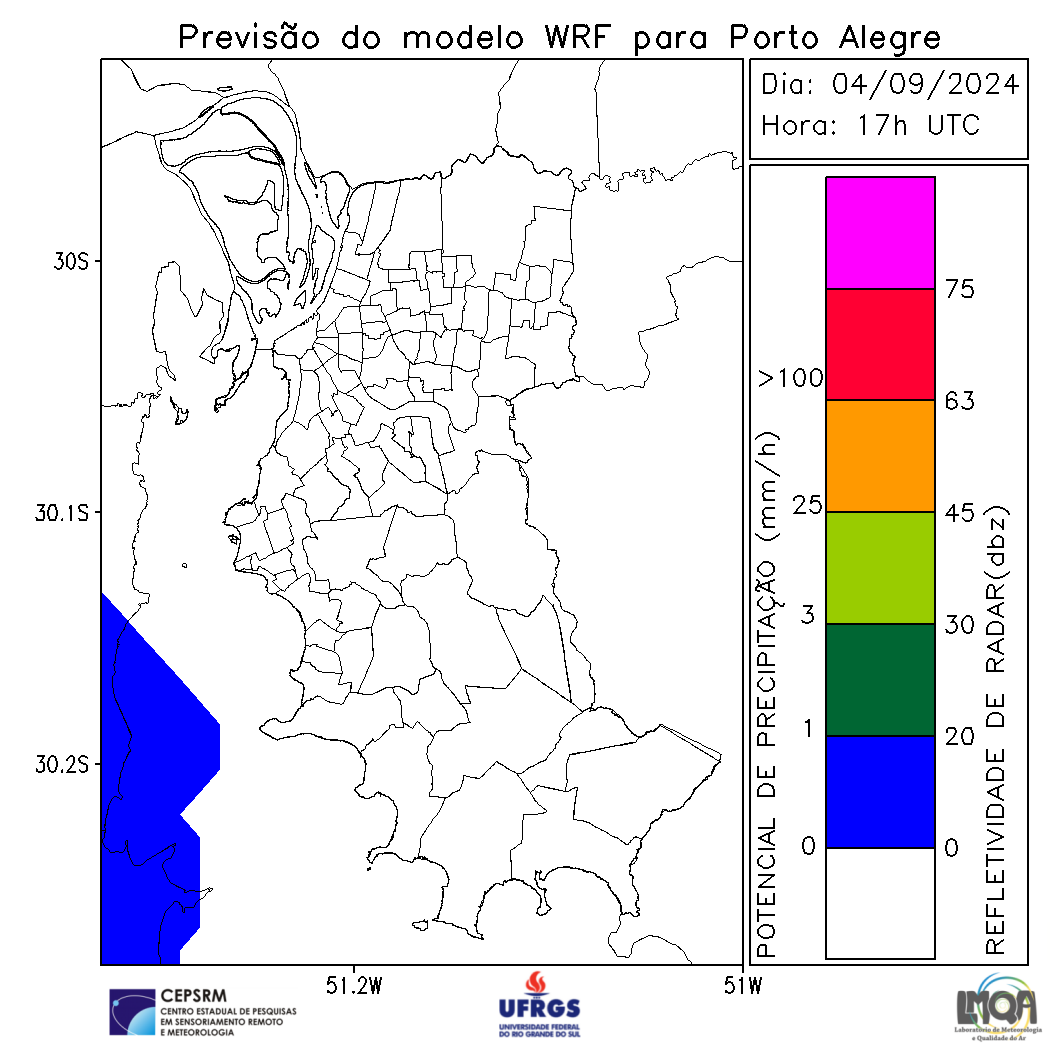 Previsão do modelo WRF para Porto Alegre
Dia: 04/09/2024
Hora: 17h UTC
30S
30.1S
30.2S
51.2W
51W
POTENCIAL DE PRECIPITAÇÃO (mm/h)
>100
25
3
1
0
75
63
45
30
20
0
REFLETIVIDADE DE RADAR(dbz)
CEPSRM
CENTRO ESTADUAL DE PESQUISAS
EM SENSORIAMENTO REMOTO
E METEOROLOGIA
UFRGS
UNIVERSIDADE FEDERAL
DO RIO GRANDE DO SUL
LMQA
Laboratório de Meteorologia
e Qualidade do Ar